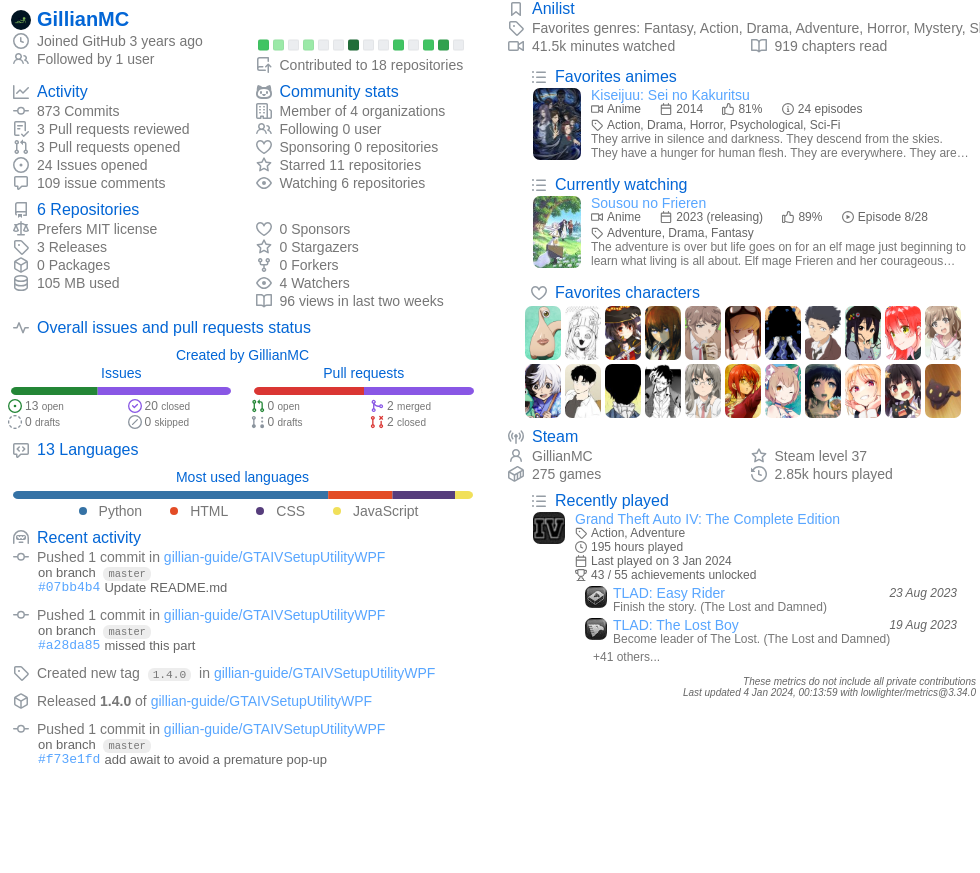 GillianMC
Joined GitHub 3 years ago
Followed by 1 user
Contributed to 18 repositories
Activity
873 Commits
3 Pull requests reviewed
3 Pull requests opened
24 Issues opened
109 issue comments
Community stats
Member of 4 organizations
Following 0 user
Sponsoring 0 repositories
Starred 11 repositories
Watching 6 repositories
6 Repositories
Prefers MIT license
3 Releases
0 Packages
105 MB used
0 Sponsors
0 Stargazers
0 Forkers
4 Watchers
96 views in last two weeks
Overall issues and pull requests status
Created by GillianMC
Issues
13 open
20 closed
0 drafts
0 skipped
Pull requests
0 open
2 merged
0 drafts
2 closed
13 Languages
Most used languages
Python HTML CSS JavaScript
Recent activity
Pushed 1 commit in gillian-guide/GTAIVSetupUtilityWPF
on branch master
#07bb4b4 Update README.md
Pushed 1 commit in gillian-guide/GTAIVSetupUtilityWPF
on branch master
#a28da85 missed this part
Created new tag 1.4.0 in gillian-guide/GTAIVSetupUtilityWPF
Released 1.4.0 of gillian-guide/GTAIVSetupUtilityWPF
Pushed 1 commit in gillian-guide/GTAIVSetupUtilityWPF
on branch master
#f73e1fd add await to avoid a premature pop-up
Anilist
Favorites genres: Fantasy, Action, Drama, Adventure, Horror, Mystery, S
41.5k minutes watched
919 chapters read
Favorites animes
Kiseijuu: Sei no Kakuritsu
Anime 2014 81% 24 episodes
Action, Drama, Horror, Psychological, Sci-Fi
They arrive in silence and darkness. They descend from the skies.
They have a hunger for human flesh. They are everywhere. They are…
Currently watching
Sousou no Frieren
Anime 2023 (releasing) 89% Episode 8/28
Adventure, Drama, Fantasy
The adventure is over but life goes on for an elf mage just beginning to
learn what living is all about. Elf mage Frieren and her courageous…
Favorites characters
Steam
GillianMC
Steam level 37
275 games
2.85k hours played
Recently played
IV
Grand Theft Auto IV: The Complete Edition
Action, Adventure
195 hours played
Last played on 3 Jan 2024
43 / 55 achievements unlocked
TLAD: Easy Rider 23 Aug 2023
Finish the story. (The Lost and Damned)
TLAD: The Lost Boy 19 Aug 2023
Become leader of The Lost. (The Lost and Damned)
+41 others...
These metrics do not include all private contributions
Last updated 4 Jan 2024, 00:13:59 with lowlighter/metrics@3.34.0